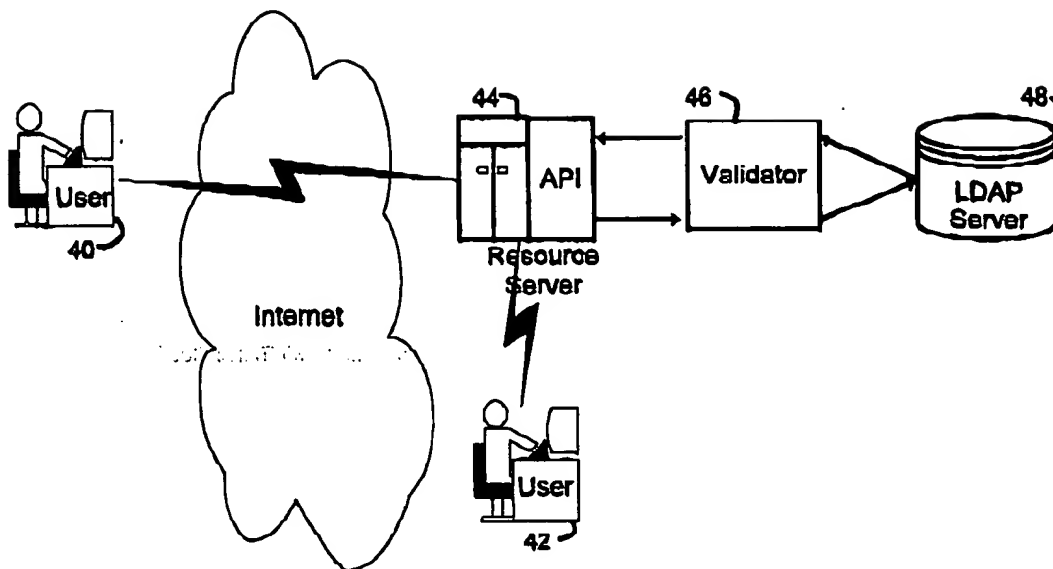 44
46
48
User
40
API
Validator
LDAP
Server
Resource
Server
Internet
User
42